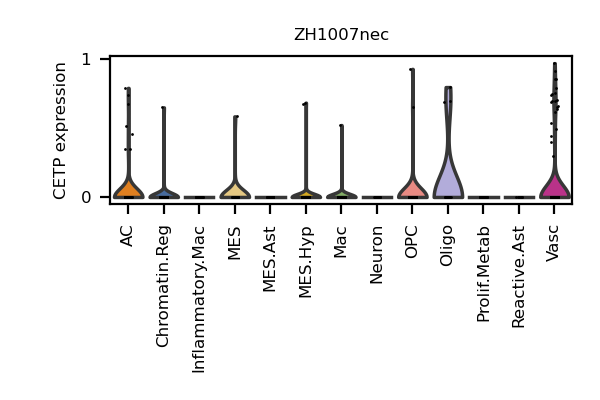 ZH1007nec
CETP expression
1
0
AC
Chromatin.Reg
Inflammatory.Mac
MES
MES.Ast
MES.Hyp
Mac
Neuron
OPC
Oligo
Prolif.Metab
Reactive.Ast
Vasc